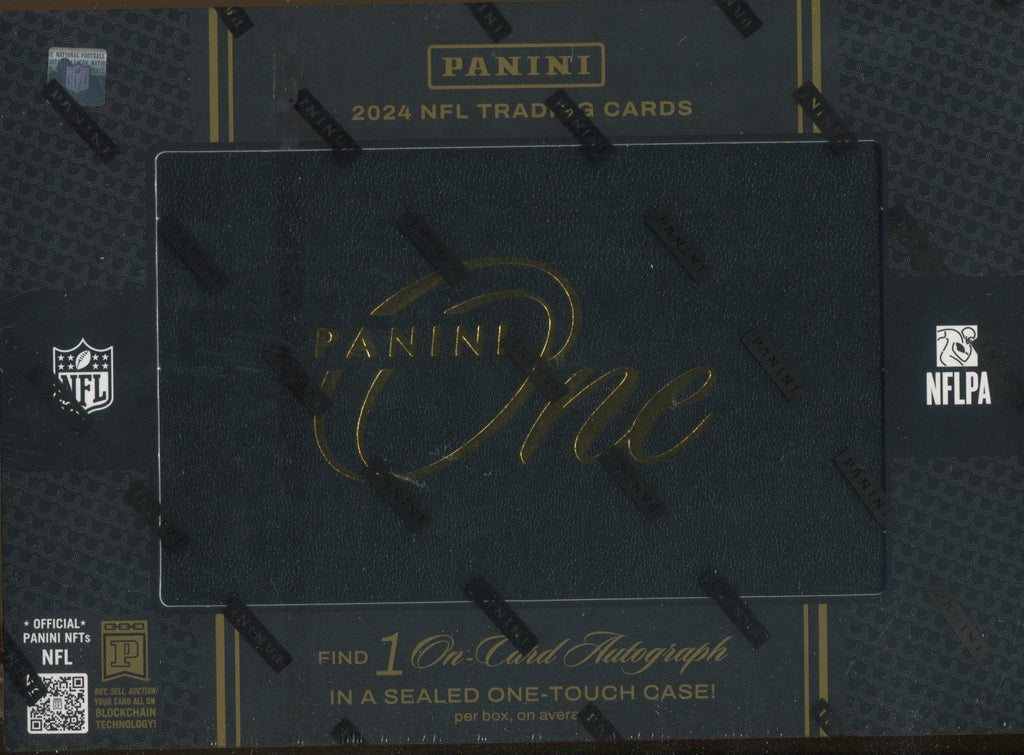 PANINI
2024 NFL TRADING CARDS
PANINI
One
NFL
NFLPA
★ OFFICIAL ★
PANINI NFTs
NFL
P
BUY, SELL, AUCTION
YOUR CARD ALL ON
BLOCKCHAIN
TECHNOLOGY!
FIND 1 On-Card Autograph
IN A SEALED ONE-TOUCH CASE!
per box, on